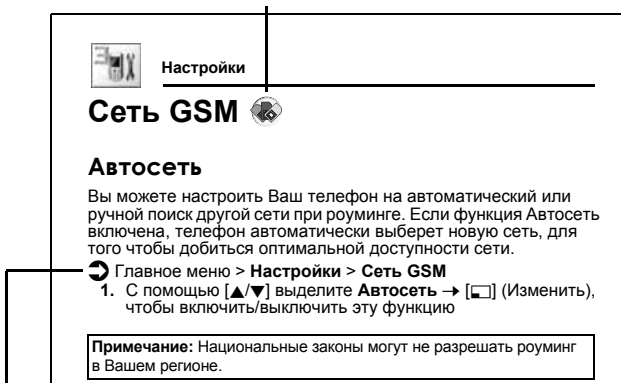 Настройки
Сеть GSM
Автосеть
Вы можете настроить Ваш телефон на автоматический или
ручной поиск другой сети при роуминге. Если функция Автосеть
включена, телефон автоматически выберет новую сеть, для
того чтобы добиться оптимальной доступности сети.
Главное меню > Настройки > Сеть GSM
1. С помощью [▲/▼] выделите Автосеть → [ ] (Изменить),
чтобы включить/выключить эту функцию
Примечание: Национальные законы могут не разрешать роуминг
в Вашем регионе.